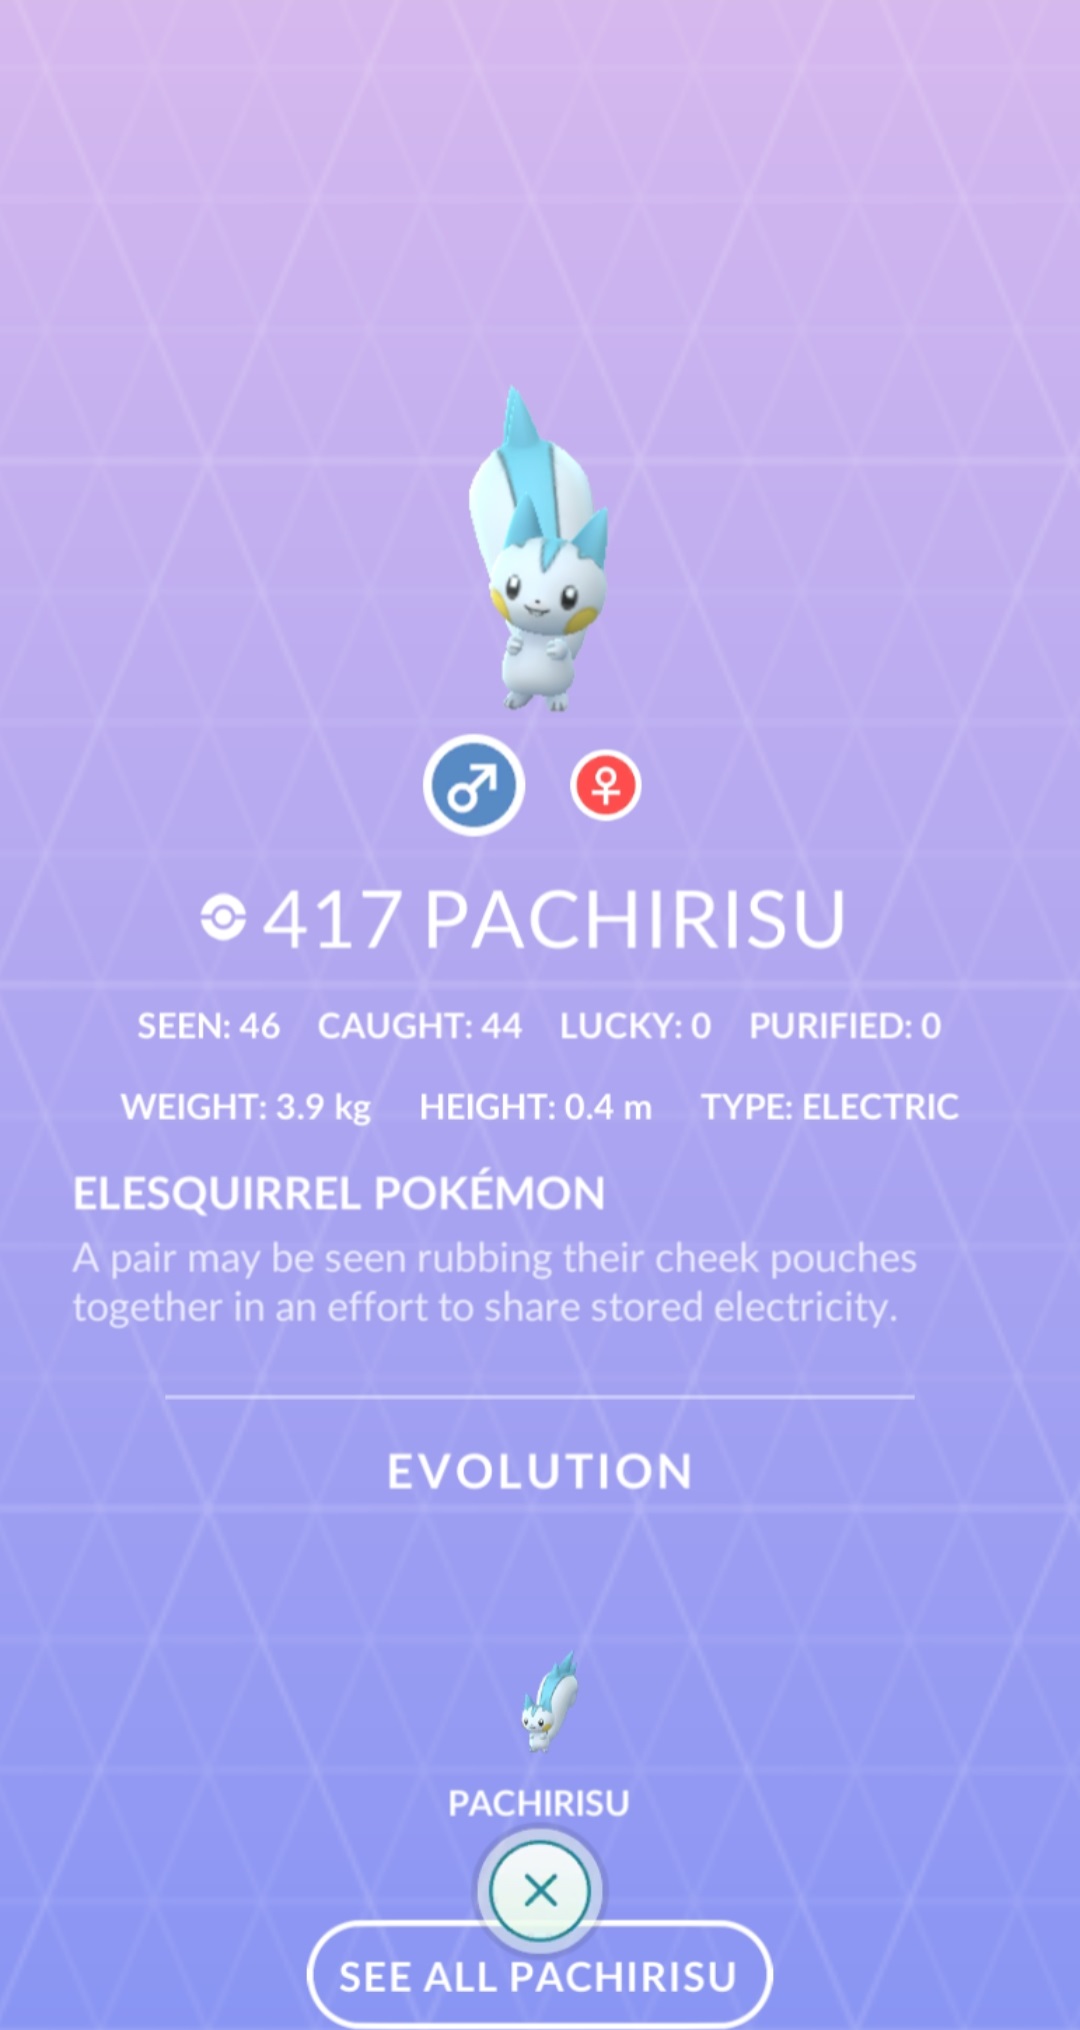 417 PACHIRISU
SEEN: 46 CAUGHT: 44 LUCKY: 0 PURIFIED: 0
WEIGHT: 3.9 kg HEIGHT: 0.4 m TYPE: ELECTRIC
ELESQUIRREL POKÉMON
A pair may be seen rubbing their cheek pouches
together in an effort to share stored electricity.
EVOLUTION
PACHIRISU
SEE ALL PACHIRISU